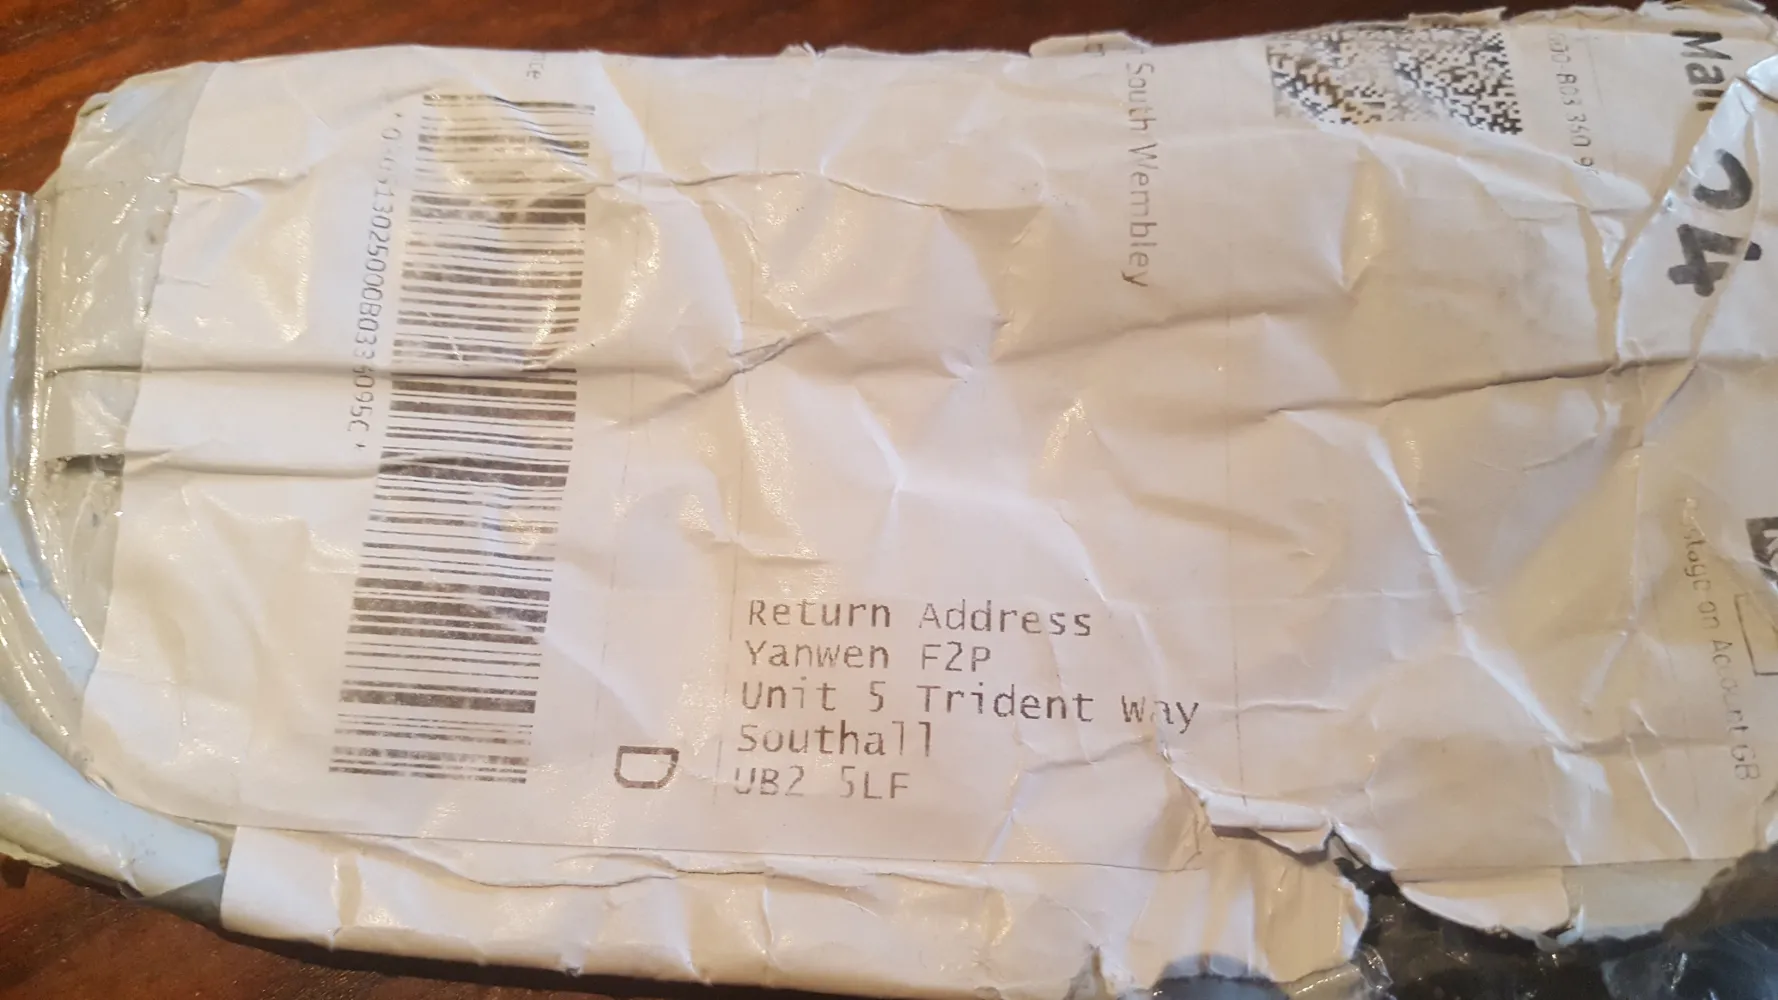 Return Address
Yanwen F2P
Unit 5 Trident Way
Southall
UB2 5LF
D
South Wembley
Mail
24
Postage on Account GB